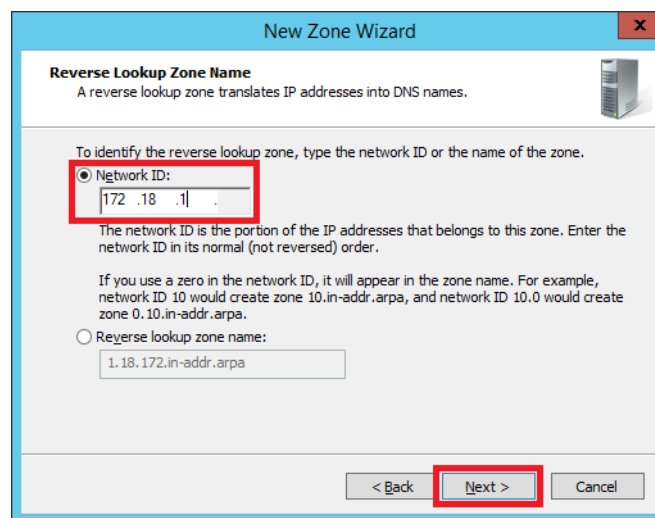 New Zone Wizard
x
Reverse Lookup Zone Name
A reverse lookup zone translates IP addresses into DNS names.
To identify the reverse lookup zone, type the network ID or the name of the zone.
Network ID:
172 .18 .1 .
The network ID is the portion of the IP addresses that belongs to this zone. Enter the
network ID in its normal (not reversed) order.
If you use a zero in the network ID, it will appear in the zone name. For example,
network ID 10 would create zone 10.in-addr.arpa, and network ID 10.0 would create
zone 0.10.in-addr.arpa.
Reverse lookup zone name:
1.18.172.in-addr.arpa
< Back Next > Cancel